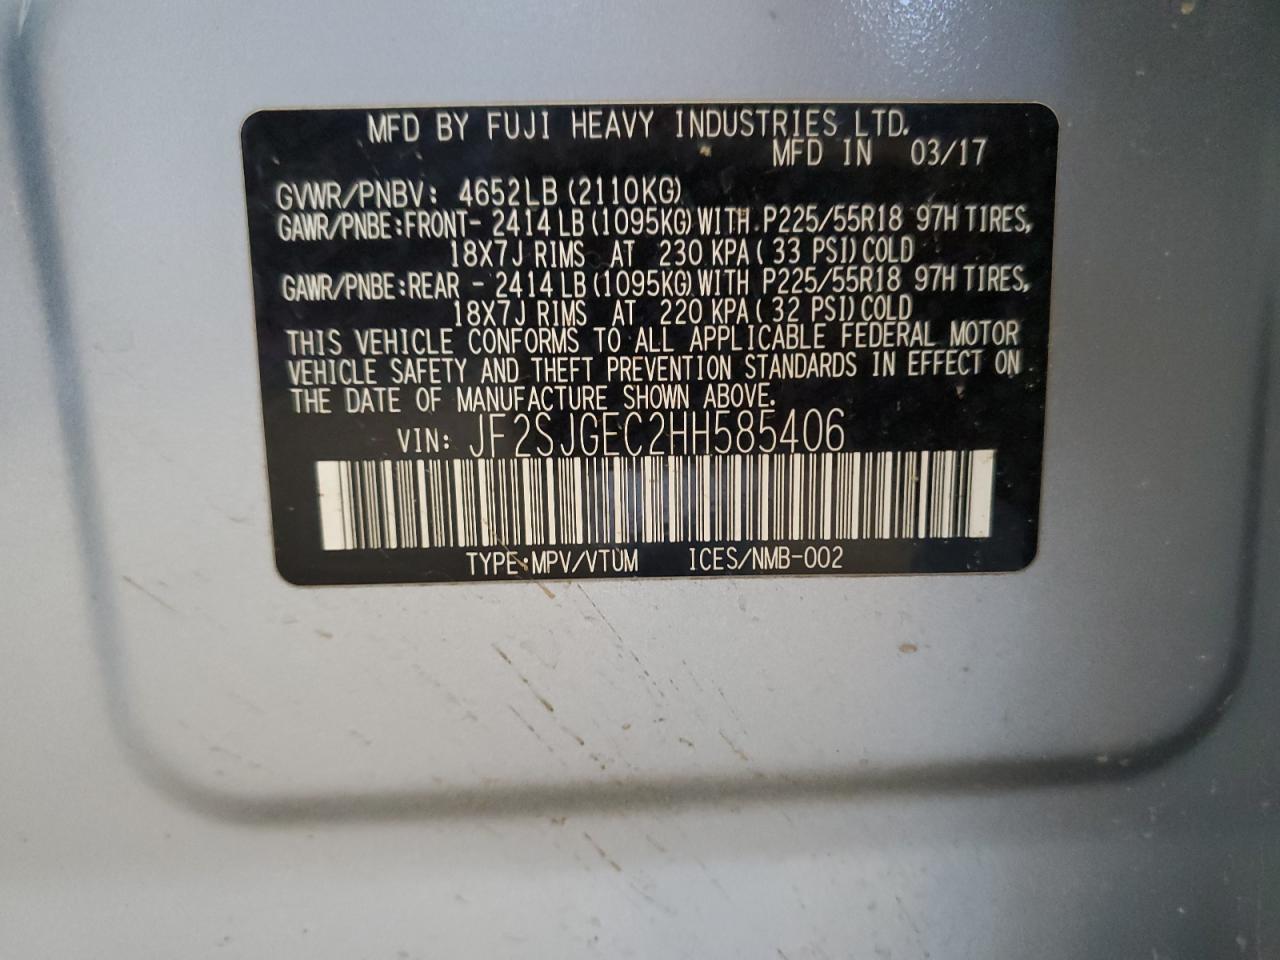 MFD BY FUJI HEAVY INDUSTRIES LTD.
MFD IN 03/17
GVWR/PNBV: 4652LB (2110KG)
GAWR/PNBE:FRONT- 2414 LB (1095KG) WITH P225/55R18 97H TIRES,
18X7J RIMS AT 230 KPA ( 33 PSI) COLD
GAWR/PNBE:REAR - 2414 LB (1095KG) WITH P225/55R18 97H TIRES,
18X7J RIMS AT 220 KPA ( 32 PSI) COLD
THIS VEHICLE CONFORMS TO ALL APPLICABLE FEDERAL MOTOR
VEHICLE SAFETY AND THEFT PREVENTION STANDARDS IN EFFECT ON
THE DATE OF MANUFACTURE SHOWN ABOVE.
VIN: JF2SJGEC2HH585406
TYPE:MPV/VTUM ICES/NMB-002